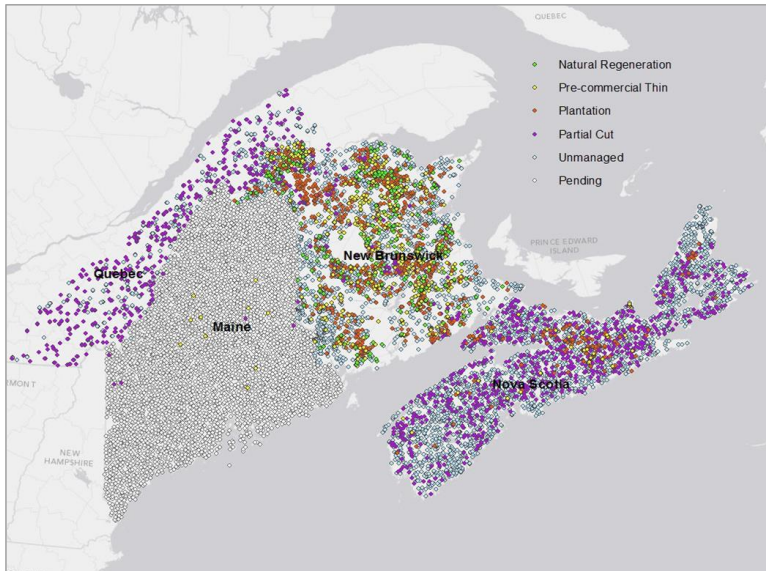 QUEBEC
Natural Regeneration
Pre-commercial Thin
Plantation
Partial Cut
Unmanaged
Pending
PRINCE EDWARD
ISLAND
New Brunswick
Quebec
Maine
Nova Scotia
RMONT
NEW
HAMPSHIRE